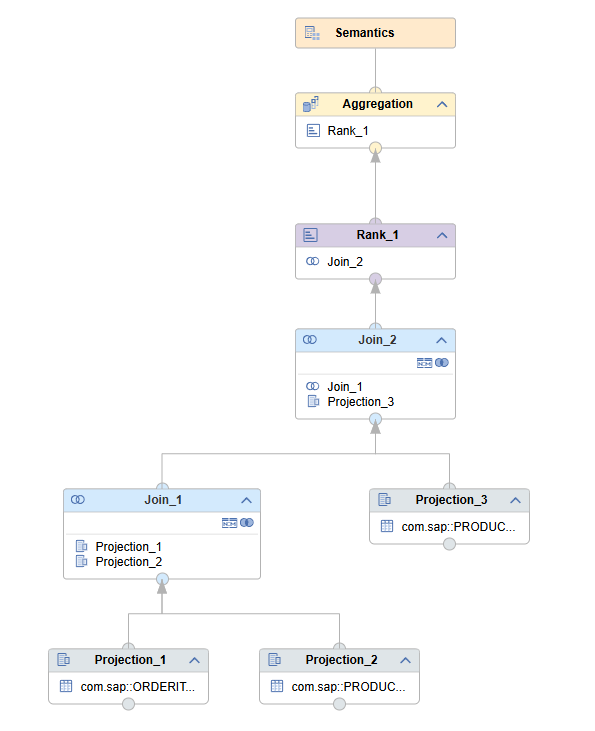 Semantics
Aggregation
Rank_1
Rank_1
Join_2
Join_2
Join_1
Projection_3
Join_1
Projection_1
Projection_2
Projection_3
com.sap::PRODUC...
Projection_1
com.sap::ORDERIT...
Projection_2
com.sap::PRODUC...